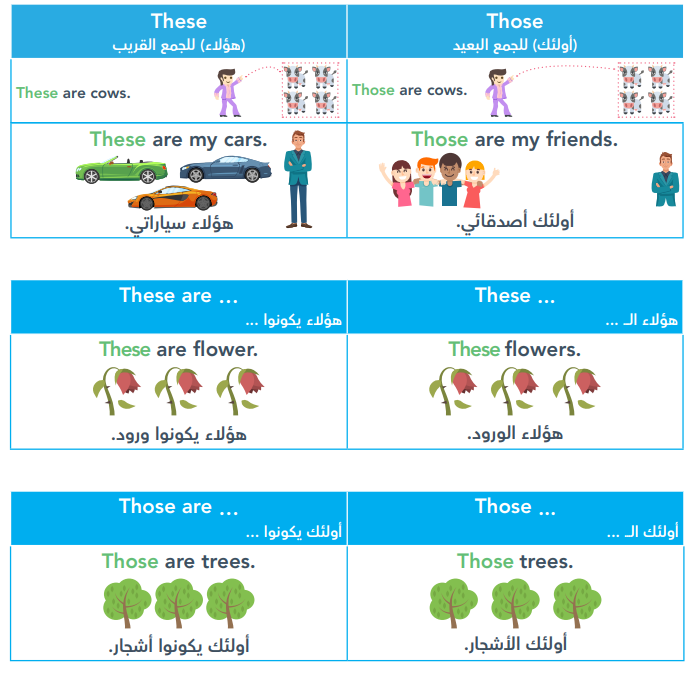 These
(هؤلاء) للجمع القريب
Those
(أولئك) للجمع البعيد
These are cows.
Those are cows.
These are my cars.
هؤلاء سياراتي.
Those are my friends.
أولئك أصدقائي.
These are ...
هؤلاء يكونوا ...
These ...
هؤلاء الـ ...
These are flower.
هؤلاء يكونوا ورود.
These flowers.
هؤلاء الورود.
Those are ...
أولئك يكونوا ...
Those ...
أولئك الـ ...
Those are trees.
أولئك يكونوا أشجار.
Those trees.
أولئك الأشجار.